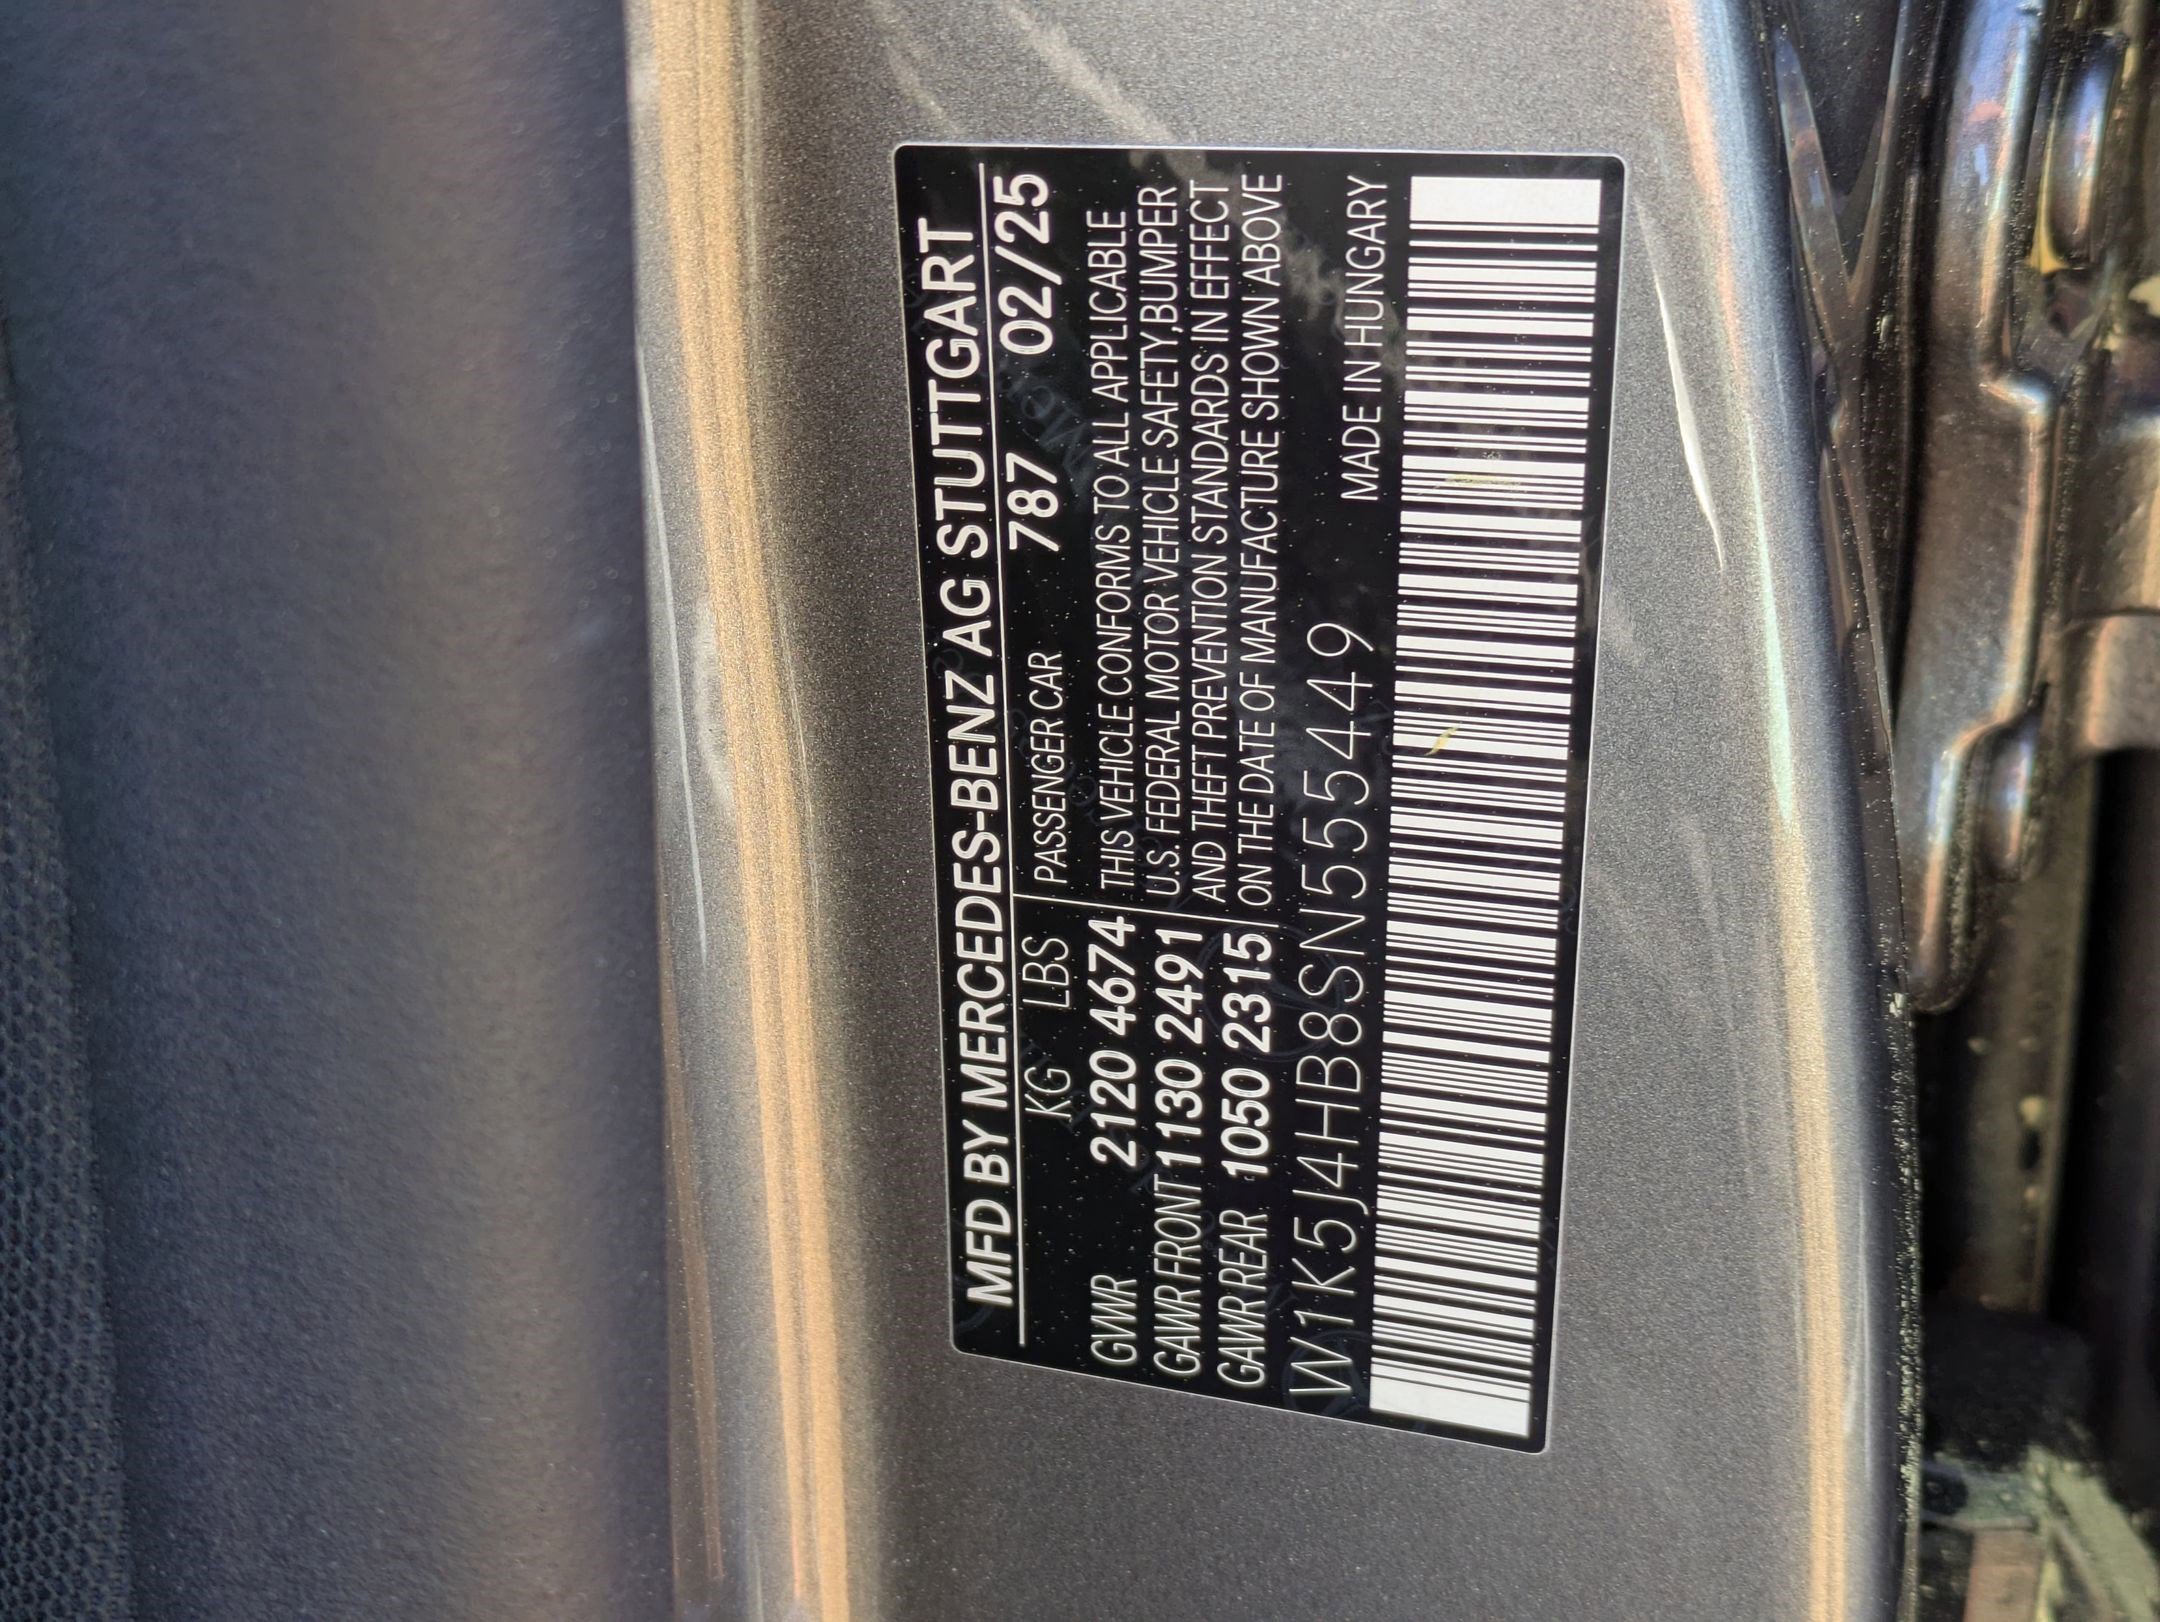 MFD BY MERCEDES-BENZ AG STUTTGART
KG LBS PASSENGER CAR 787 02/25
GVWR 2120 4674
GAWR FRONT 1130 2491
GAWR REAR 1050 2315
THIS VEHICLE CONFORMS TO ALL APPLICABLE
U.S. FEDERAL MOTOR VEHICLE SAFETY,BUMPER
AND THEFT PREVENTION STANDARDS IN EFFECT
ON THE DATE OF MANUFACTURE SHOWN ABOVE
W1K5J4HB8SN555449 MADE IN HUNGARY